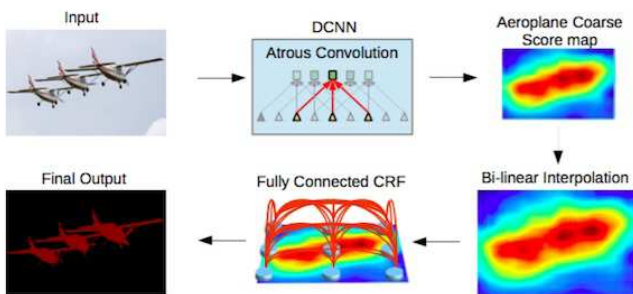 Input
DCNN
Atrous Convolution
Aeroplane Coarse
Score map
Final Output
Fully Connected CRF
Bi-linear Interpolation